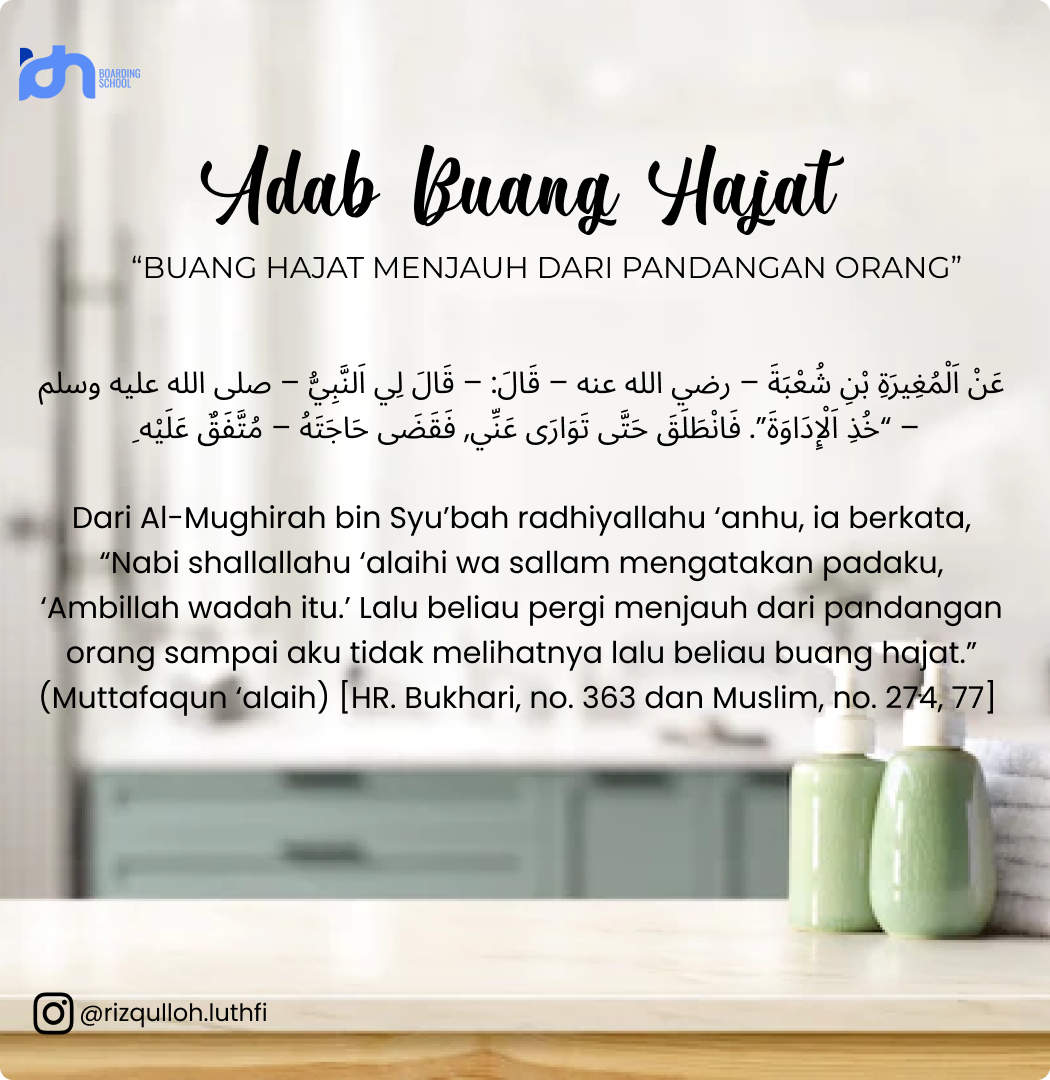 BOARDING
SCHOOL
Adab Buang Hajat
“BUANG HAJAT MENJAUH DARI PANDANGAN ORANG”
عَنْ اَلْمُغِيرَةِ بْنِ شُعْبَةَ – رضي الله عنه – قَالَ: – قَالَ لِي اَلنَّبِيُّ – صلى الله عليه وسلم
– “خُذِ اَلْإِدَاوَةَ”. فَانْطَلَقَ حَتَّى تَوَارَى عَنِّي, فَقَضَى حَاجَتَهُ – مُتَّفَقٌ عَلَيْهِ
Dari Al-Mughirah bin Syu’bah radhiyallahu ‘anhu, ia berkata,
“Nabi shallallahu ‘alaihi wa sallam mengatakan padaku,
‘Ambillah wadah itu.’ Lalu beliau pergi menjauh dari pandangan
orang sampai aku tidak melihatnya lalu beliau buang hajat.”
(Muttafaqun ‘alaih) [HR. Bukhari, no. 363 dan Muslim, no. 274, 77]
@rizqulloh.luthfi